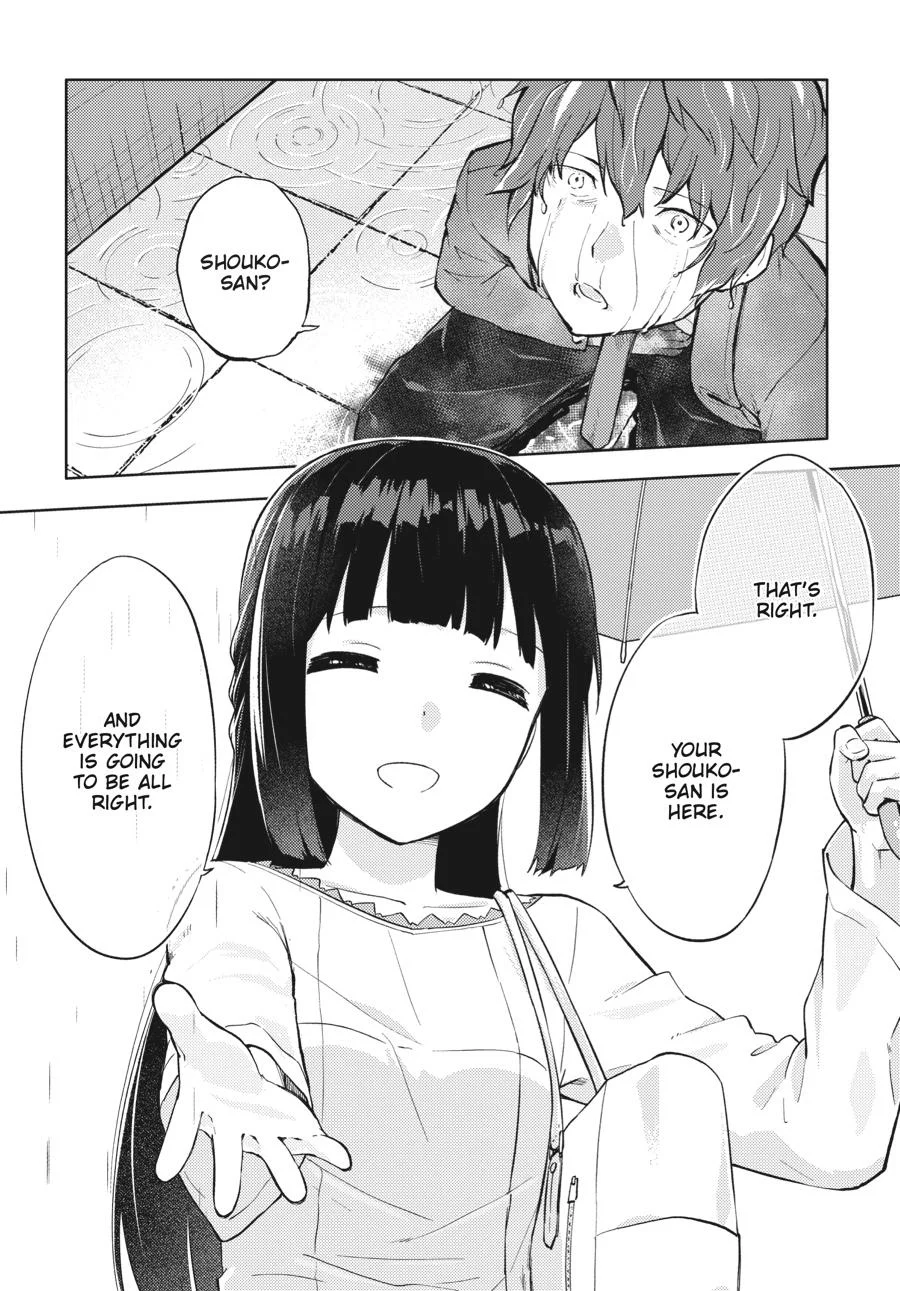 SHOUKO-
SAN?
THAT'S
RIGHT.
YOUR
SHOUKO-
SAN IS
HERE.
AND
EVERYTHING
IS GOING
TO BE ALL
RIGHT.